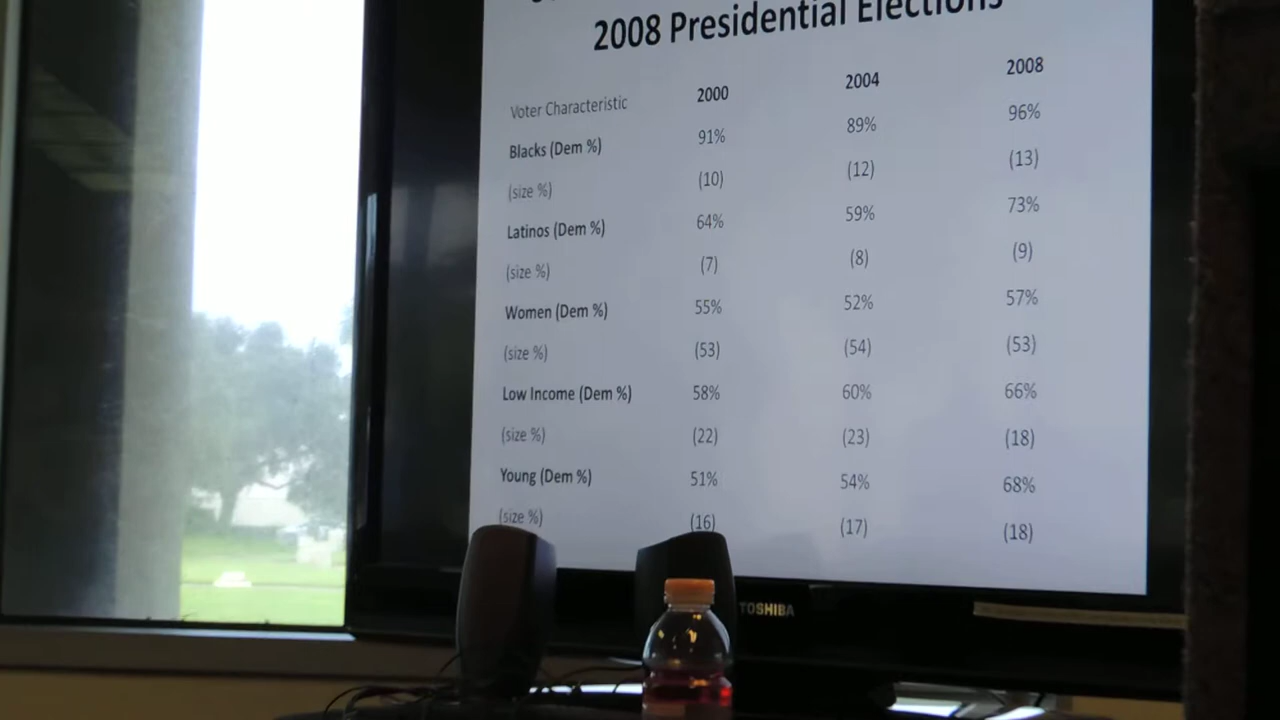 2008 Presidential Elections
Voter Characteristic 2000 2004 2008
Blacks (Dem %) 91% 89% 96%
(size %) (10) (12) (13)
Latinos (Dem %) 64% 59% 73%
(size %) (7) (8) (9)
Women (Dem %) 55% 52% 57%
(size %) (53) (54) (53)
Low Income (Dem %) 58% 60% 66%
(size %) (22) (23) (18)
Young (Dem %) 51% 54% 68%
(size %) (16) (17) (18)
TOSHIBA